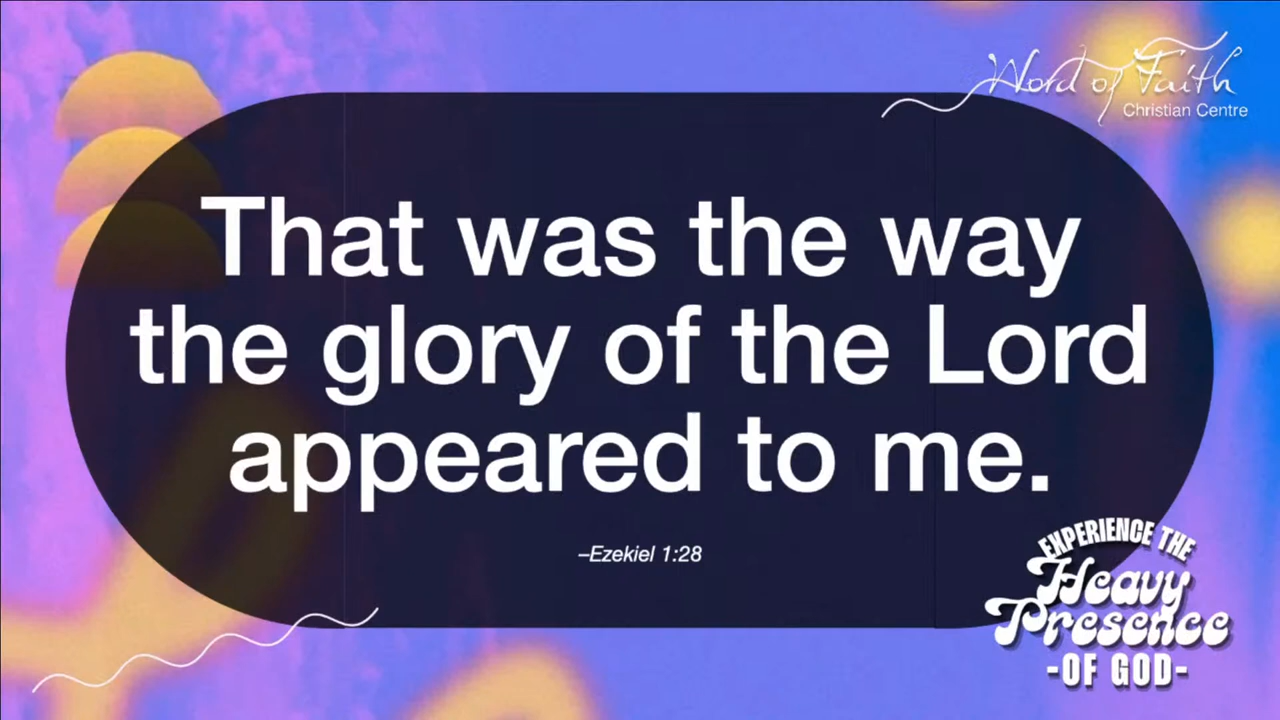 Word of Faith
Christian Centre
That was the way
the glory of the Lord
appeared to me.
–Ezekiel 1:28
EXPERIENCE THE
Heavy
Presence
-OF GOD-